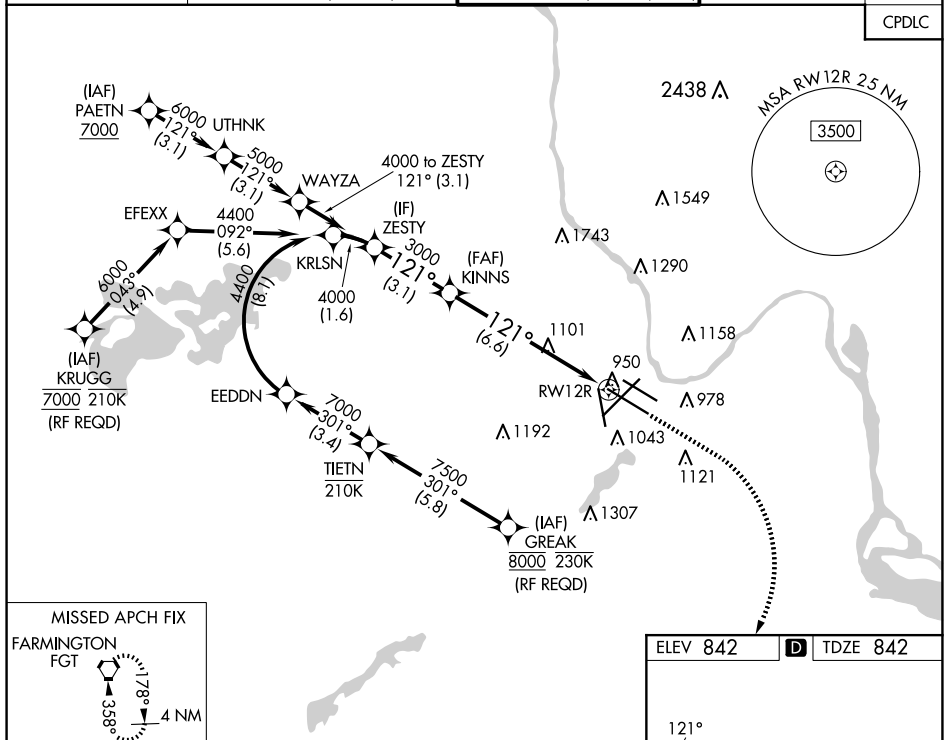 CPDLC
(IAF)
PAETN
7000
6000
121°
(3.1)
UTHNK
5000
121°
(3.1)
WAYZA
4000 to ZESTY
121° (3.1)
2438
MSA RW12R 25 NM
3500
EFEXX
4400
092°
(5.6)
(IF)
ZESTY
KRLSN
3000
121°
(3.1)
(FAF)
KINNS
1549
1743
1290
6000
043°
(4.9)
4400
(8.1)
4000
(1.6)
121°
(6.6)
1101
1158
(IAF)
KRUGG
7000 210K
(RF REQD)
950
RW12R
978
EEDDN
7000
301°
(3.4)
1192
1043
TIETN
210K
7500
301°
(5.8)
1121
1307
(IAF)
GREAK
8000 230K
(RF REQD)
MISSED APCH FIX
FARMINGTON
FGT
178°
358°
4 NM
ELEV 842 D TDZE 842
121°